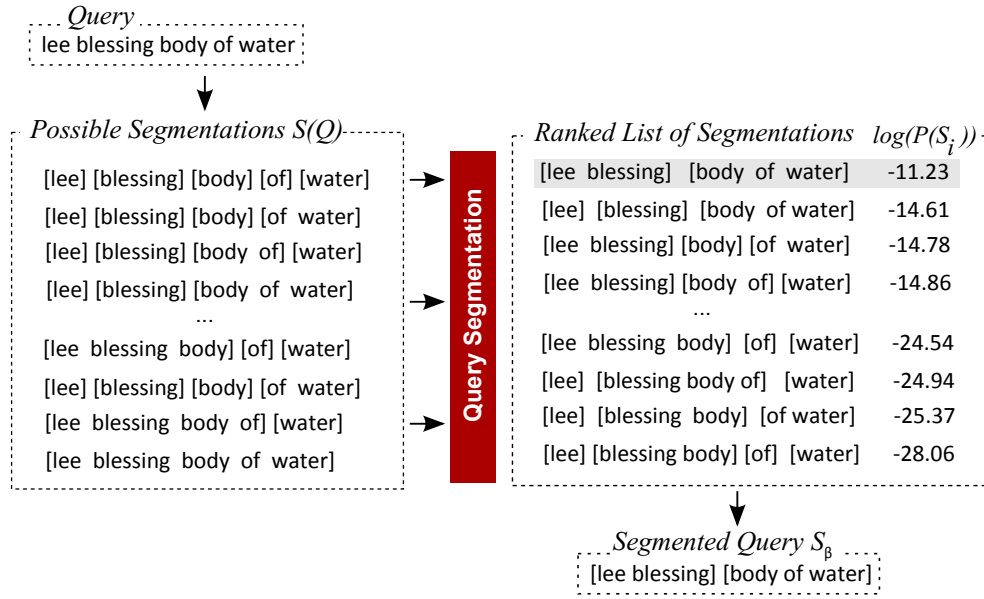 Query
lee blessing body of water
Possible Segmentations S(Q)
[lee] [blessing] [body] [of] [water]
[lee] [blessing] [body] [of water]
[lee] [blessing] [body of] [water]
[lee] [blessing] [body of water]
...
[lee blessing body] [of] [water]
[lee] [blessing] [body] [of water]
[lee blessing body of] [water]
[lee blessing body of water]
Query Segmentation
Ranked List of Segmentations log(P(S_i))
[lee blessing] [body of water] -11.23
[lee] [blessing] [body of water] -14.61
[lee blessing] [body] [of water] -14.78
[lee blessing] [body of] [water] -14.86
...
[lee blessing body] [of] [water] -24.54
[lee] [blessing body of] [water] -24.94
[lee] [blessing body] [of water] -25.37
[lee] [blessing body] [of] [water] -28.06
Segmented Query S_β
[lee blessing] [body of water]